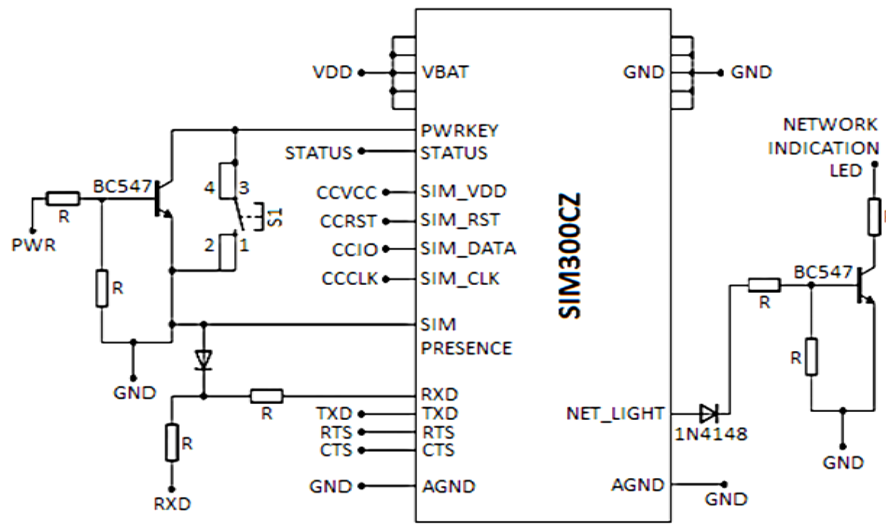 VDD
VBAT
GND
GND
PWRKEY
STATUS
STATUS
NETWORK
INDICATION
LED
BC547
4
3
S1
2
1
R
PWR
R
GND
CCVCC
SIM_VDD
CCRST
SIM_RST
CCIO
SIM_DATA
CCCLK
SIM_CLK
SIM300CZ
SIM
PRESENCE
R
RXD
TXD
TXD
RTS
RTS
CTS
CTS
R
RXD
GND
AGND
NET_LIGHT
1N4148
R
BC547
R
GND
AGND
GND